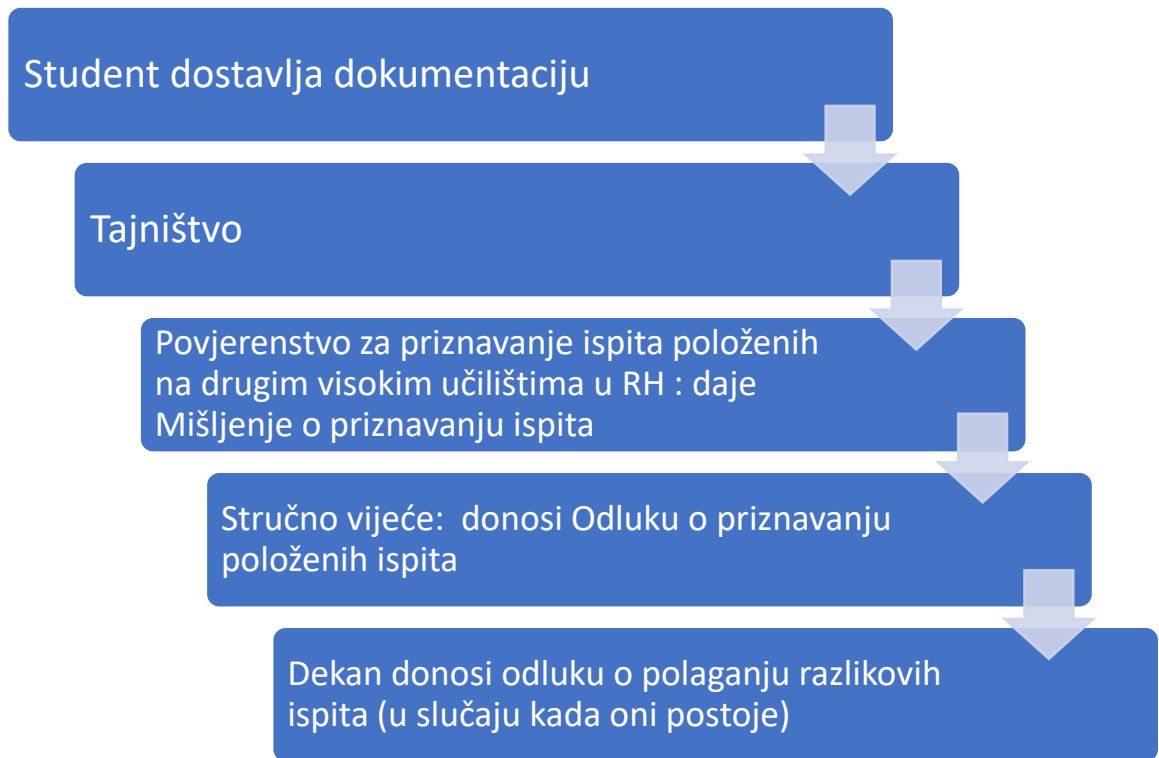 Student dostavlja dokumentaciju
Tajništvo
Povjerenstvo za priznavanje ispita položenih
na drugim visokim učilištima u RH : daje
Mišljenje o priznavanju ispita
Stručno vijeće:  donosi Odluku o priznavanju
položenih ispita
Dekan donosi odluku o polaganju razlikovih
ispita (u slučaju kada oni postoje)